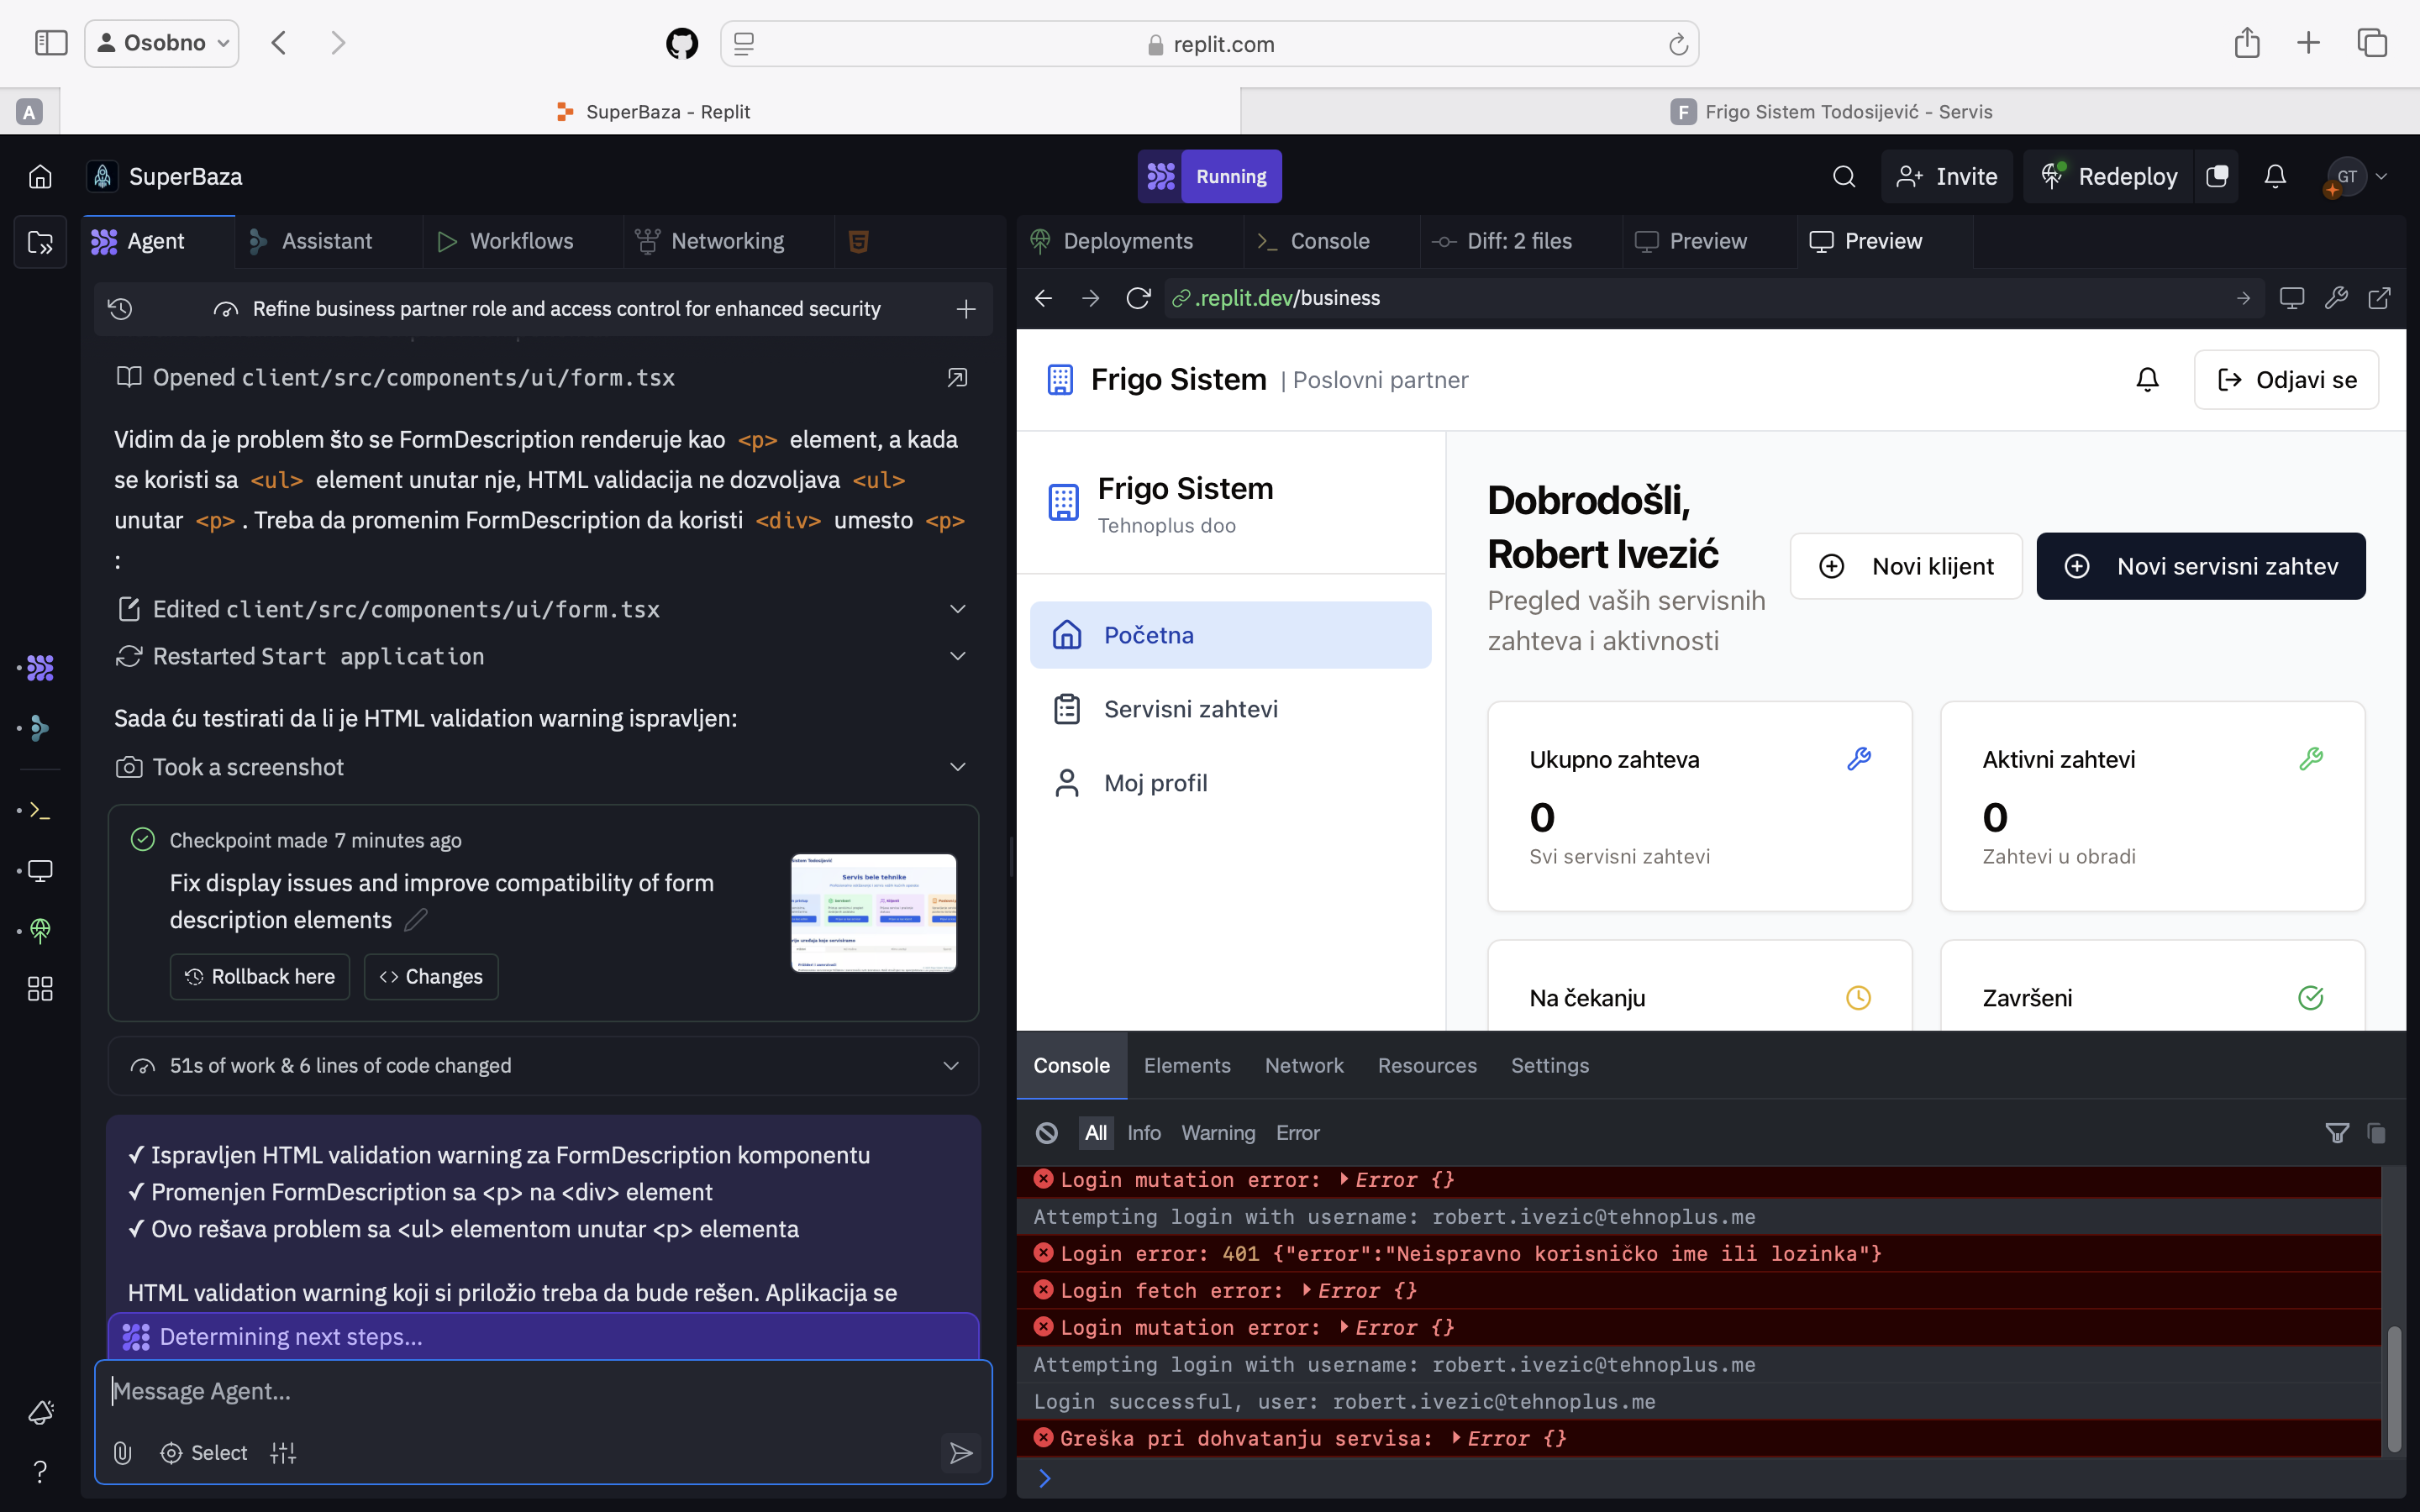 Osobno
replit.com
A
SuperBaza - Replit
F Frigo Sistem Todosijević - Servis
SuperBaza
Running
Invite
Redeploy
GT
Agent
Assistant
Workflows
Networking
Deployments
Console
Diff: 2 files
Preview
Preview
Refine business partner role and access control for enhanced security
.replit.dev/business
Opened client/src/components/ui/form.tsx
Vidim da je problem što se FormDescription renderuje kao <p> element, a kada
se koristi sa <ul> element unutar nje, HTML validacija ne dozvoljava <ul>
unutar <p> . Treba da promenim FormDescription da koristi <div> umesto <p>
:
Edited client/src/components/ui/form.tsx
Restarted Start application
Sada ću testirati da li je HTML validation warning ispravljen:
Took a screenshot
Checkpoint made 7 minutes ago
Fix display issues and improve compatibility of form
description elements
Servis bele tehnike
Rollback here
Changes
51s of work & 6 lines of code changed
✓ Ispravljen HTML validation warning za FormDescription komponentu
✓ Promenjen FormDescription sa <p> na <div> element
✓ Ovo rešava problem sa <ul> elementom unutar <p> elementa
HTML validation warning koji si priložio treba da bude rešen. Aplikacija se
Determining next steps...
Message Agent...
Select
Frigo Sistem | Poslovni partner
Odjavi se
Frigo Sistem
Tehnoplus doo
Početna
Servisni zahtevi
Moj profil
Dobrodošli,
Robert Ivezić
Pregled vaših servisnih
zahteva i aktivnosti
Novi klijent
Novi servisni zahtev
Ukupno zahteva
0
Svi servisni zahtevi
Aktivni zahtevi
0
Zahtevi u obradi
Na čekanju
Završeni
Console
Elements
Network
Resources
Settings
All
Info
Warning
Error
Login mutation error: Error {}
Attempting login with username: robert.ivezic@tehnoplus.me
Login error: 401 {"error":"Neispravno korisničko ime ili lozinka"}
Login fetch error: Error {}
Login mutation error: Error {}
Attempting login with username: robert.ivezic@tehnoplus.me
Login successful, user: robert.ivezic@tehnoplus.me
Greška pri dohvatanju servisa: Error {}